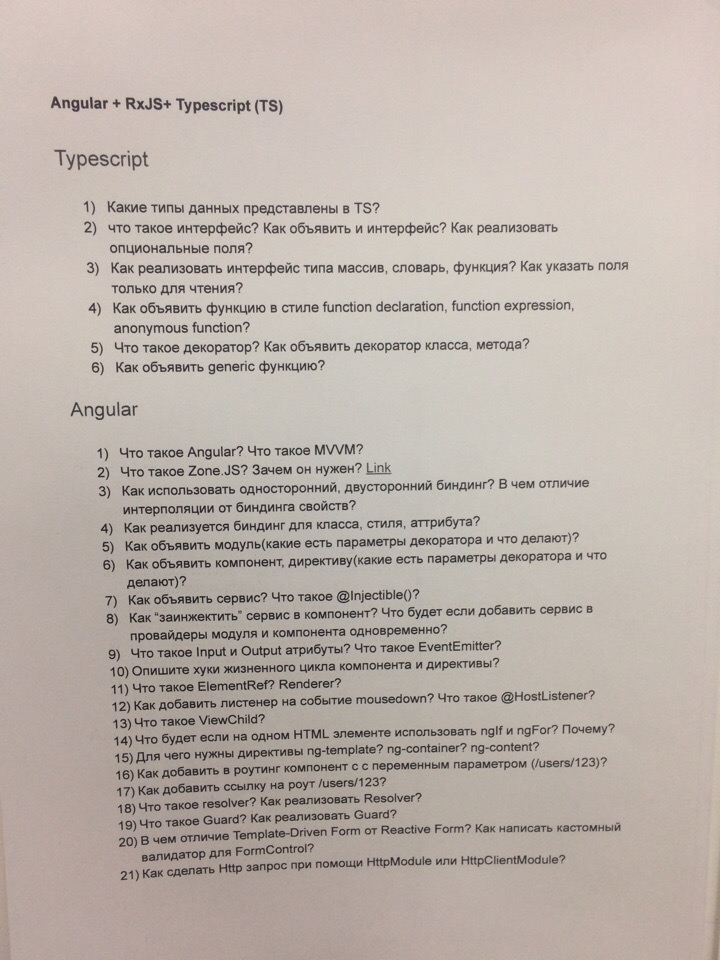 Angular + RxJS+ Typescript (TS)
Typescript
1) Какие типы данных представлены в TS?
2) что такое интерфейс? Как объявить и интерфейс? Как реализовать
опциональные поля?
3) Как реализовать интерфейс типа массив, словарь, функция? Как указать поля
только для чтения?
4) Как объявить функцию в стиле function declaration, function expression,
anonymous function?
5) Что такое декоратор? Как объявить декоратор класса, метода?
6) Как объявить generic функцию?
Angular
1) Что такое Angular? Что такое MVVM?
2) Что такое Zone.JS? Зачем он нужен? Link
3) Как использовать односторонний, двусторонний биндинг? В чем отличие
интерполяции от биндинга свойств?
4) Как реализуется биндинг для класса, стиля, аттрибута?
5) Как объявить модуль(какие есть параметры декоратора и что делают)?
6) Как объявить компонент, директиву(какие есть параметры декоратора и что
делают)?
7) Как объявить сервис? Что такое @Injectible()?
8) Как “заинжектить” сервис в компонент? Что будет если добавить сервис в
провайдеры модуля и компонента одновременно?
9) Что такое Input и Output атрибуты? Что такое EventEmitter?
10) Опишите хуки жизненного цикла компонента и директивы?
11) Что такое ElementRef? Renderer?
12) Как добавить листенер на событие mousedown? Что такое @HostListener?
13) Что такое ViewChild?
14) Что будет если на одном HTML элементе использовать ngIf и ngFor? Почему?
15) Для чего нужны директивы ng-template? ng-container? ng-content?
16) Как добавить в роутинг компонент с с переменным параметром (/users/123)?
17) Как добавить ссылку на роут /users/123?
18) Что такое resolver? Как реализовать Resolver?
19) Что такое Guard? Как реализовать Guard?
20) В чем отличие Template-Driven Form от Reactive Form? Как написать кастомный
валидатор для FormControl?
21) Как сделать Http запрос при помощи HttpModule или HttpClientModule?